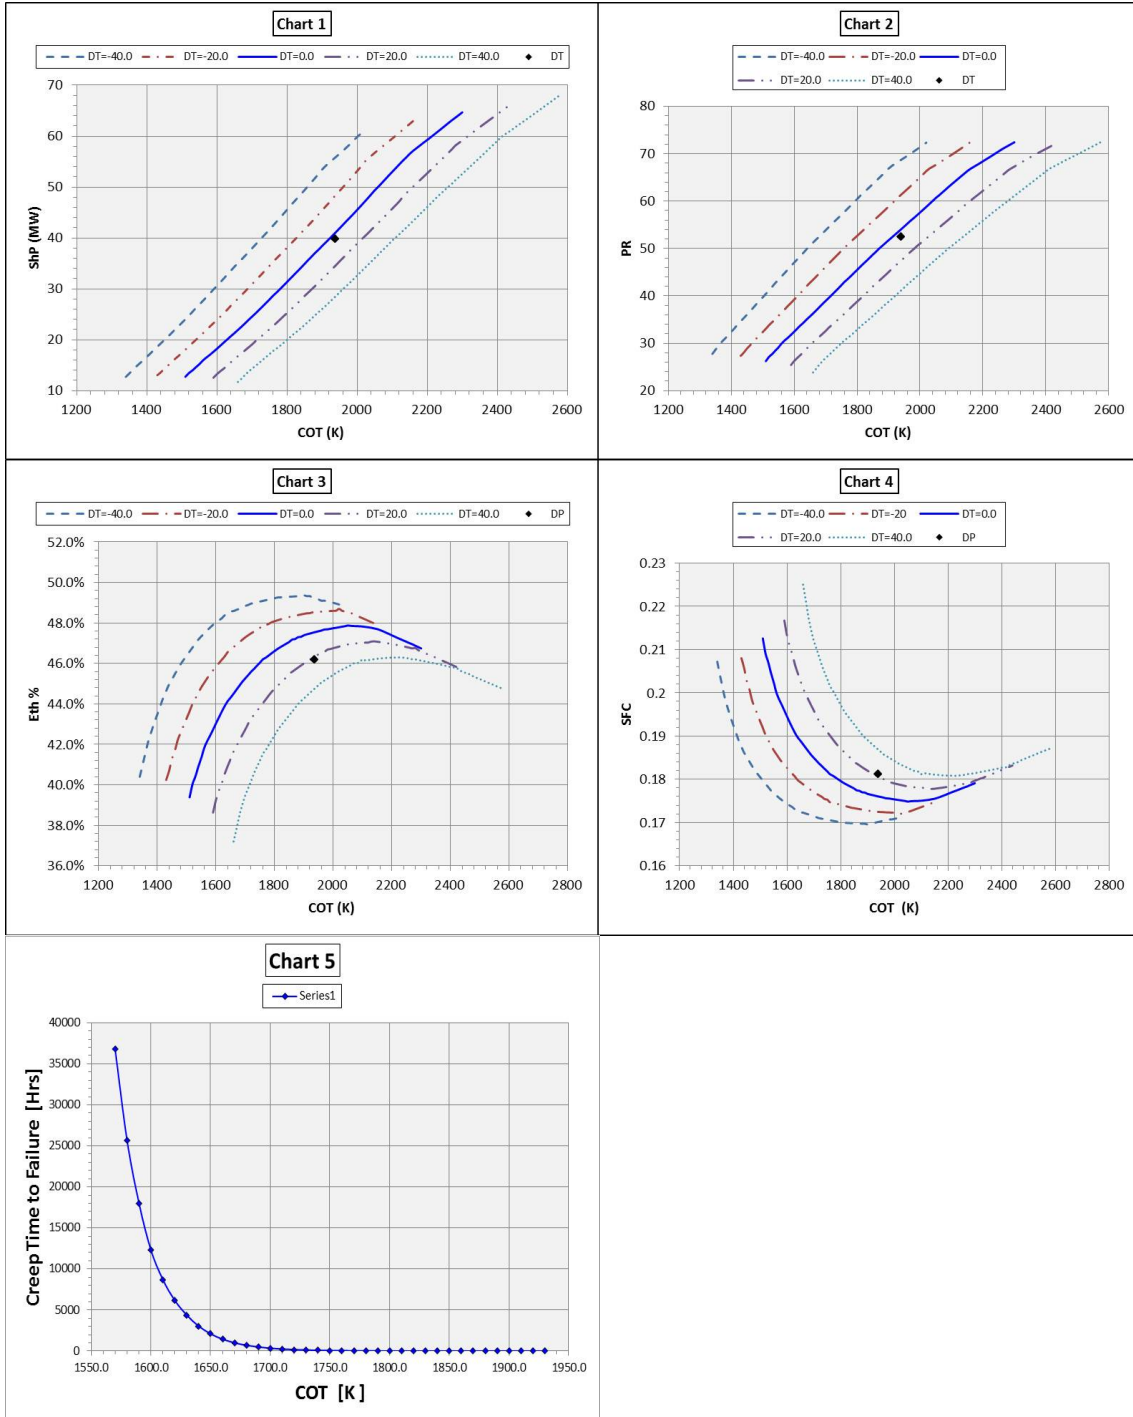 Chart 1
DT=-40.0 DT=-20.0 DT=0.0 DT=20.0 DT=40.0 DT
70
60
50
40
30
20
10
ShP (MW)
1200 1400 1600 1800 2000 2200 2400 2600
COT (K)
Chart 2
DT=-40.0 DT=-20 DT=0.0
DT=20.0 DT=40.0 DT
80
70
60
50
40
30
20
PR
1200 1400 1600 1800 2000 2200 2400 2600
COT (K)
Chart 3
DT=-40.0 DT=-20.0 DT=0.0 DT=20.0 DT=40.0 DP
52.0%
50.0%
48.0%
46.0%
44.0%
42.0%
40.0%
38.0%
36.0%
Eth %
1200 1400 1600 1800 2000 2200 2400 2600 2800
COT (K)
Chart 4
DT=-40.0 DT=-20 DT=0.0
DT=20.0 DT=40.0 DP
0.23
0.22
0.21
0.2
0.19
0.18
0.17
0.16
SFC
1200 1400 1600 1800 2000 2200 2400 2600 2800
COT (K)
Chart 5
Series1
40000
35000
30000
25000
20000
15000
10000
5000
0
Creep Time to Failure [Hrs]
1550.0 1600.0 1650.0 1700.0 1750.0 1800.0 1850.0 1900.0 1950.0
COT [K]